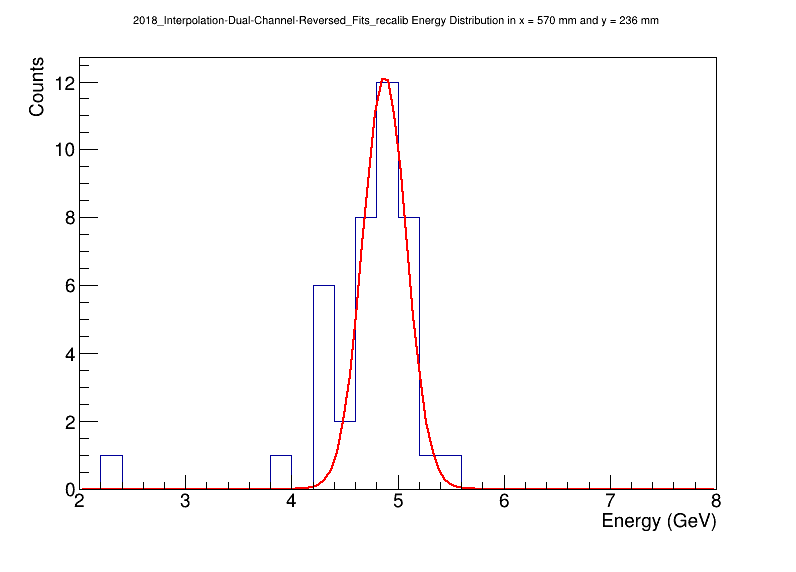 2018_Interpolation-Dual-Channel-Reversed_Fits_recalib Energy Distribution in x = 570 mm and y = 236 mm
Counts
12
10
8
6
4
2
0
2 3 4 5 6 7 8
Energy (GeV)